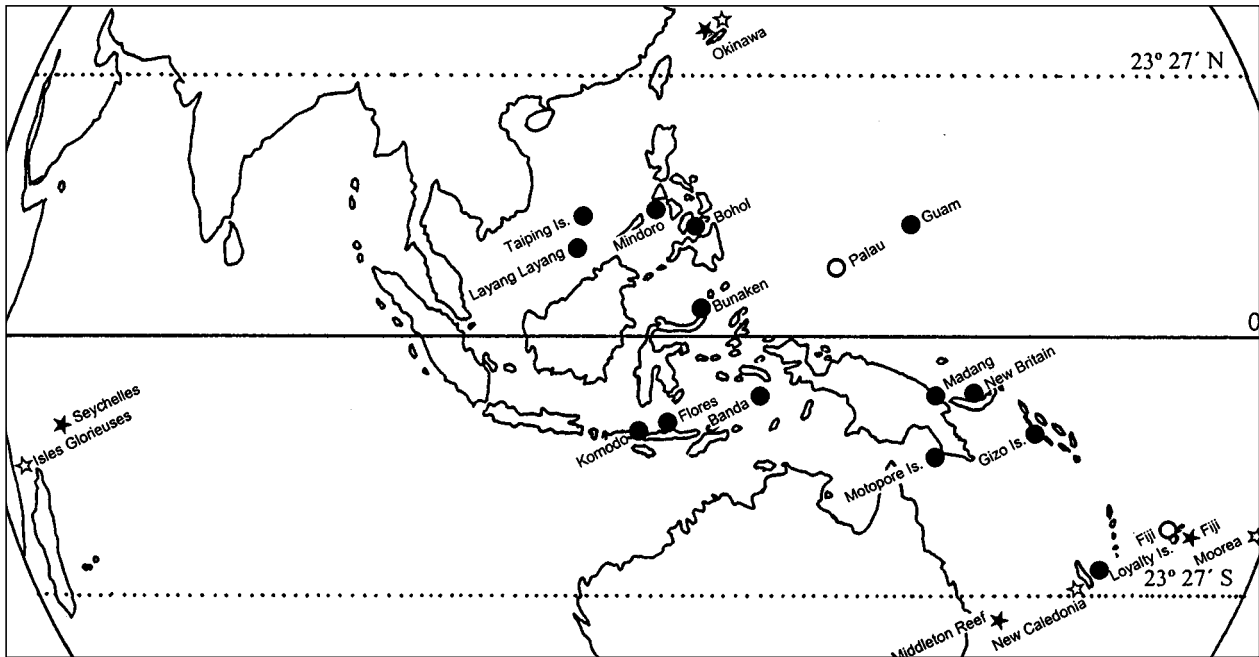 Okinawa
23° 27´ N
Taiping Is.
Mindoro
Bohol
Guam
Layang Layang
Palau
Bunaken
0
Madang
New Britain
Seychelles
Isles Glorieuses
Komodo
Flores
Banda
Gizo Is.
Motopore Is.
Fiji
Fiji
Moorea
Loyalty Is.
23° 27´ S
New Caledonia
Middleton Reef